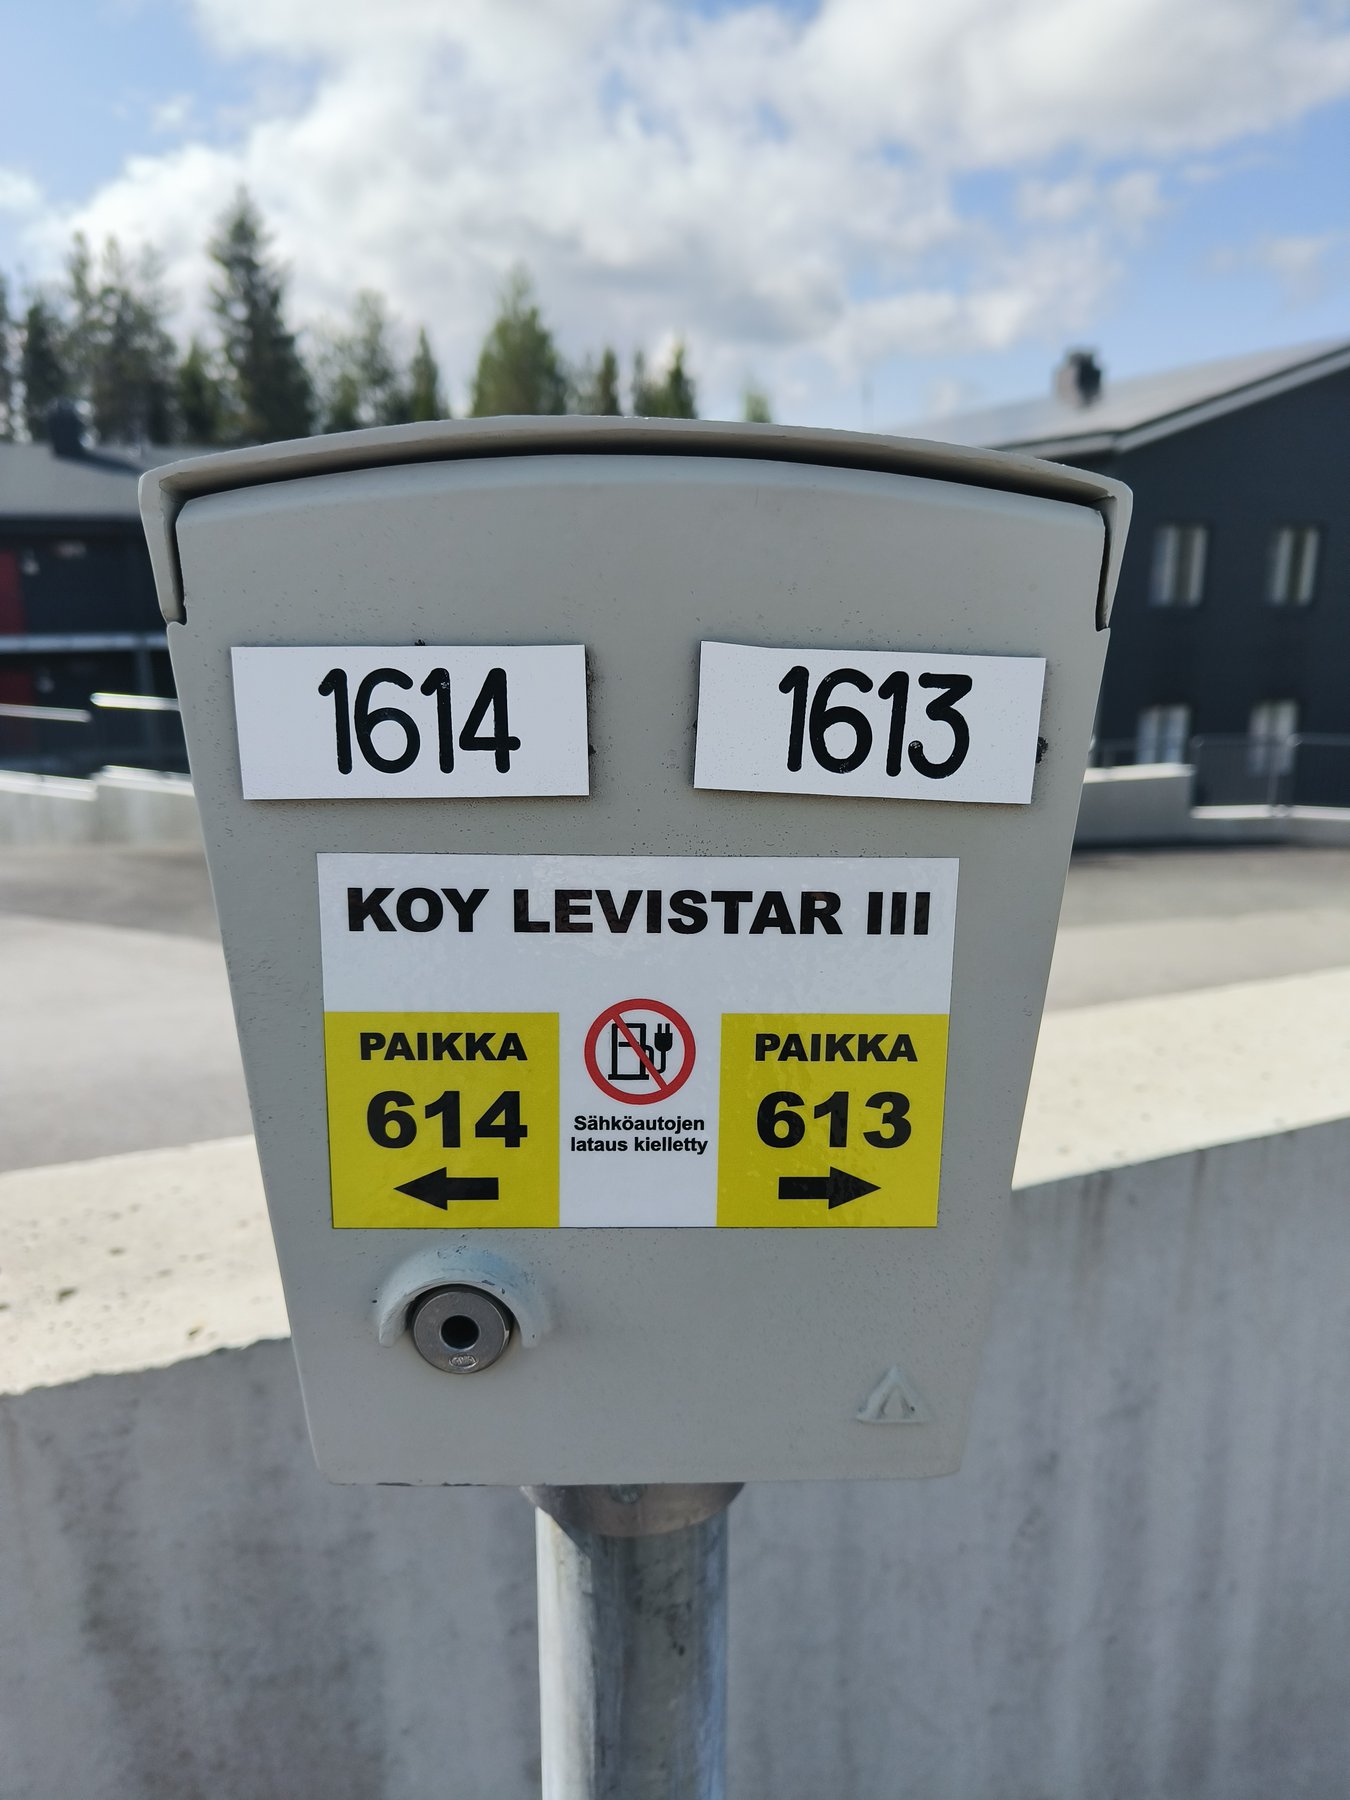 1614 1613
KOY LEVISTAR III
PAIKKA
614
Sähköautojen
lataus kielletty
PAIKKA
613